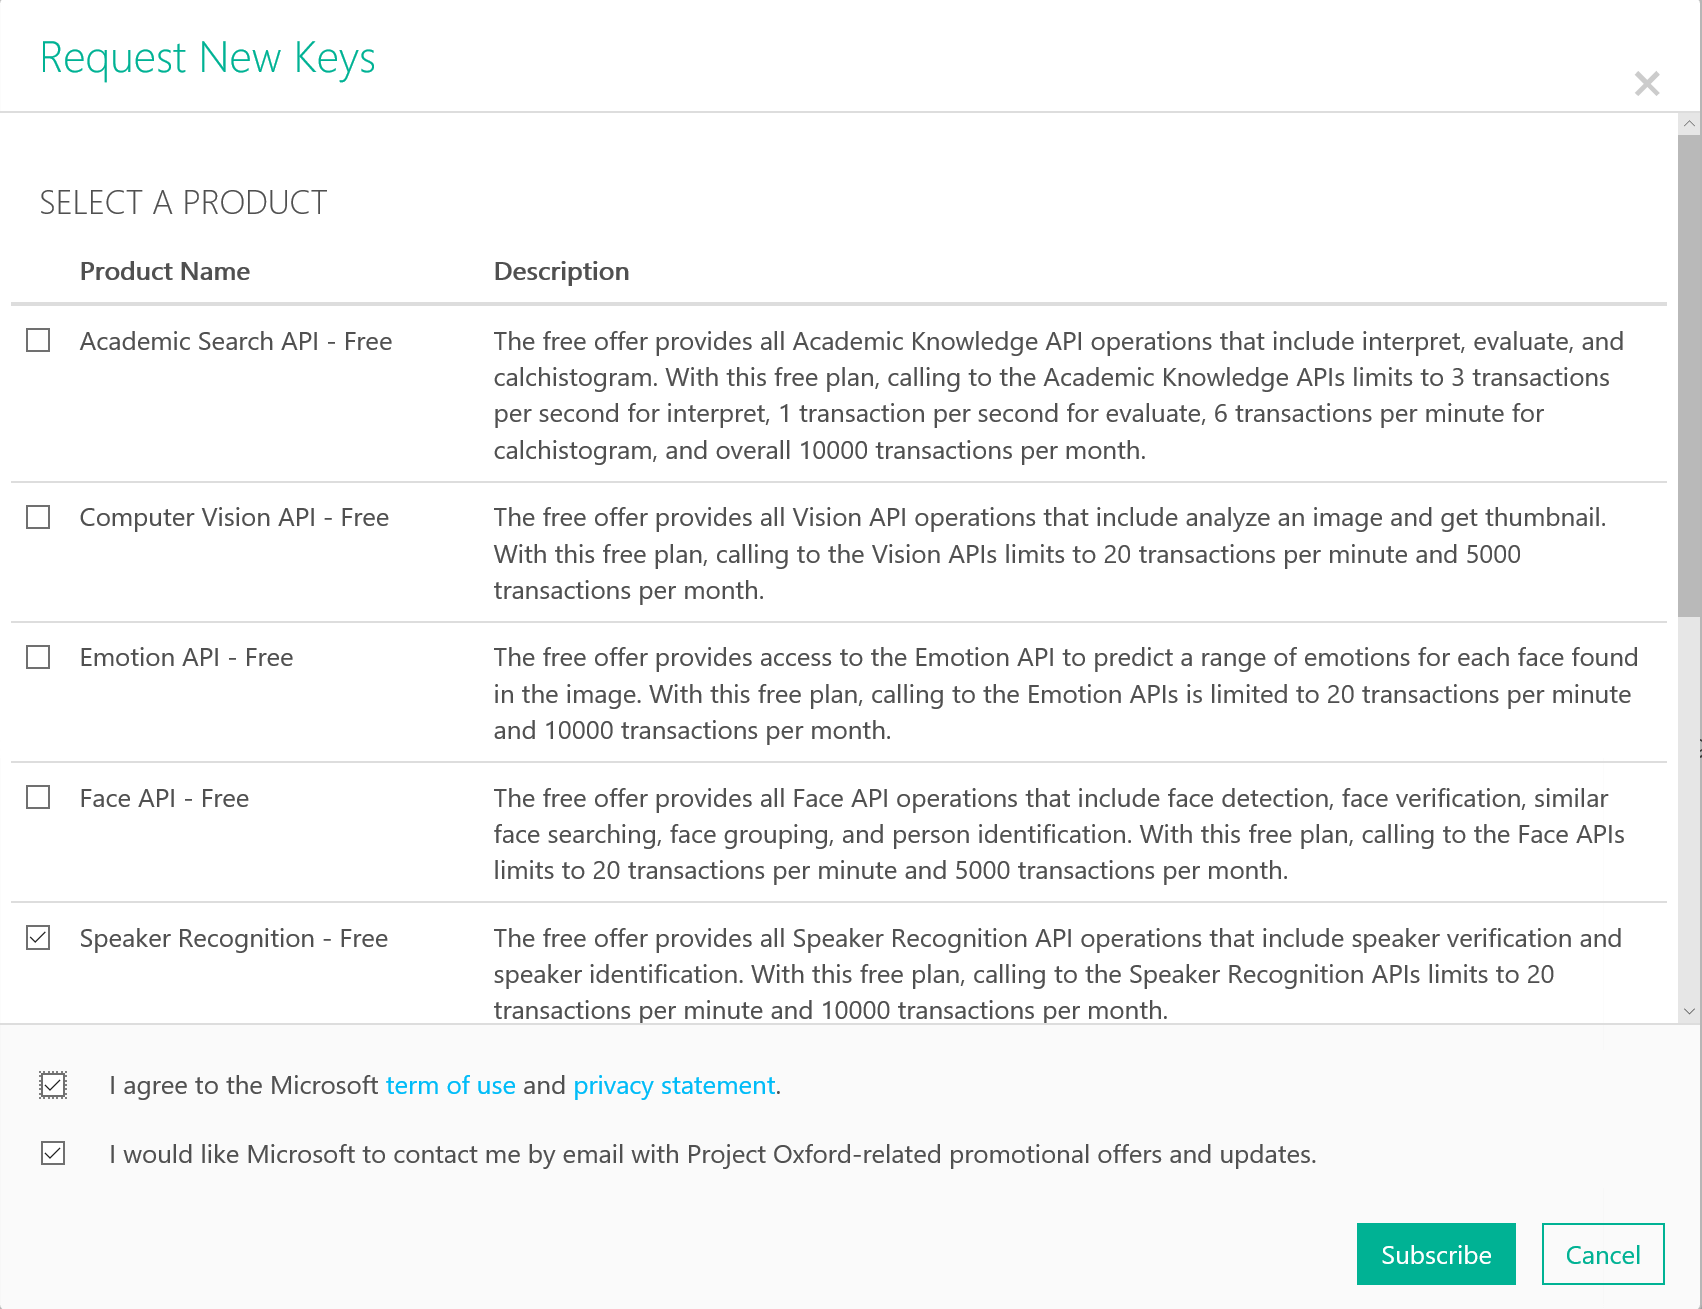 Request New Keys
SELECT A PRODUCT
Product Name Description
Academic Search API - Free The free offer provides all Academic Knowledge API operations that include interpret, evaluate, and
calchistogram. With this free plan, calling to the Academic Knowledge APIs limits to 3 transactions
per second for interpret, 1 transaction per second for evaluate, 6 transactions per minute for
calchistogram, and overall 10000 transactions per month.
Computer Vision API - Free The free offer provides all Vision API operations that include analyze an image and get thumbnail.
With this free plan, calling to the Vision APIs limits to 20 transactions per minute and 5000
transactions per month.
Emotion API - Free The free offer provides access to the Emotion API to predict a range of emotions for each face found
in the image. With this free plan, calling to the Emotion APIs is limited to 20 transactions per minute
and 10000 transactions per month.
Face API - Free The free offer provides all Face API operations that include face detection, face verification, similar
face searching, face grouping, and person identification. With this free plan, calling to the Face APIs
limits to 20 transactions per minute and 5000 transactions per month.
Speaker Recognition - Free The free offer provides all Speaker Recognition API operations that include speaker verification and
speaker identification. With this free plan, calling to the Speaker Recognition APIs limits to 20
transactions per minute and 10000 transactions per month.
I agree to the Microsoft term of use and privacy statement.
I would like Microsoft to contact me by email with Project Oxford-related promotional offers and updates.
Subscribe Cancel